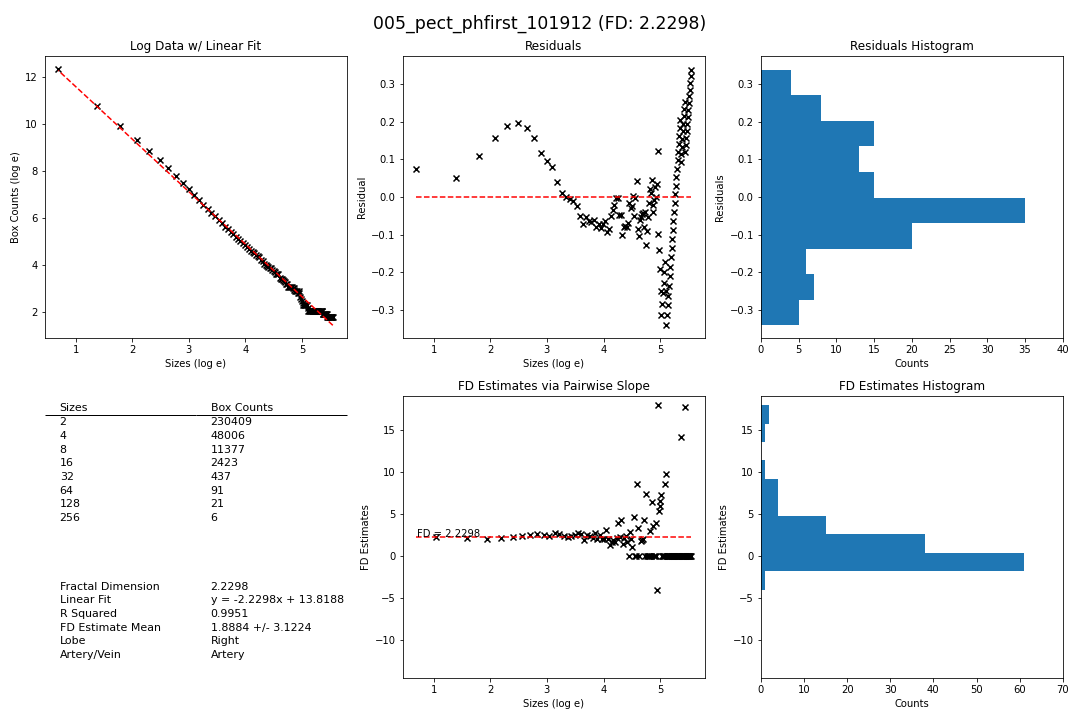 005_pect_phfirst_101912 (FD: 2.2298)
Log Data w/ Linear Fit
Box Counts (log e)
12
10
8
6
4
2
1 2 3 4 5
Sizes (log e)
Residuals
Residual
0.3
0.2
0.1
0.0
−0.1
−0.2
−0.3
1 2 3 4 5
Sizes (log e)
Residuals Histogram
Residuals
0.3
0.2
0.1
0.0
−0.1
−0.2
−0.3
0 5 10 15 20 25 30 35 40
Counts
Sizes Box Counts
2 230409
4 48006
8 11377
16 2423
32 437
64 91
128 21
256 6
Fractal Dimension 2.2298
Linear Fit y = -2.2298x + 13.8188
R Squared 0.9951
FD Estimate Mean 1.8884 +/- 3.1224
Lobe Right
Artery/Vein Artery
FD Estimates via Pairwise Slope
FD Estimates
15
10
5
0
−5
−10
FD = 2.2298
1 2 3 4 5
Sizes (log e)
FD Estimates Histogram
FD Estimates
15
10
5
0
−5
−10
0 10 20 30 40 50 60 70
Counts